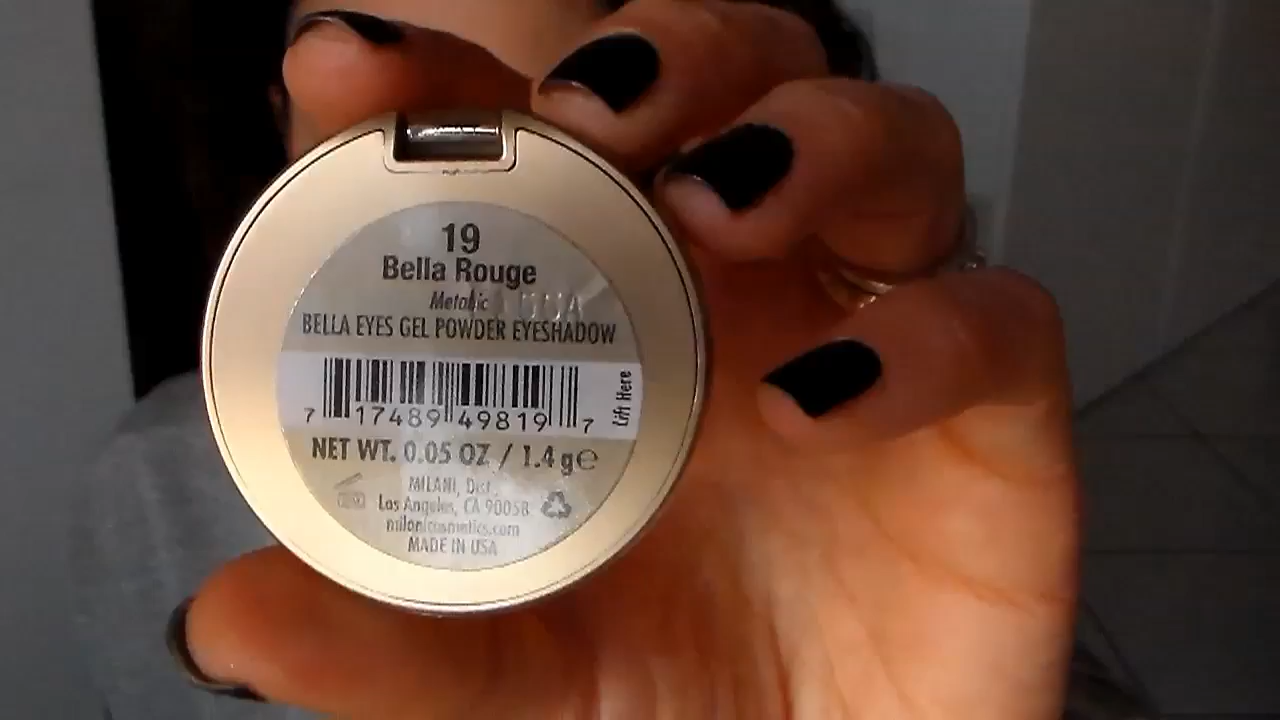 19
Bella Rouge
Metallic
BELLA EYES GEL POWDER EYESHADOW
Lift Here
7 17489 49819 7
NET WT. 0.05 OZ / 1.4 g ℮
MILANI, Dist.
Los Angeles, CA 90058
milanicosmetics.com
MADE IN USA